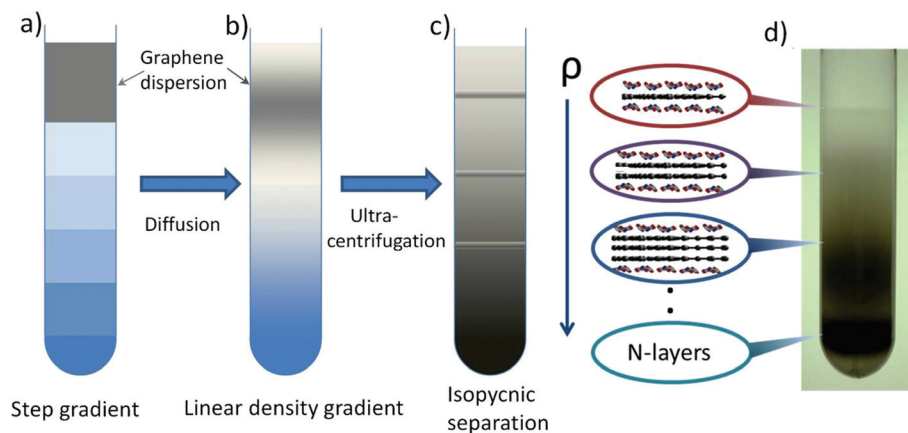 a)
Graphene
dispersion
b)
c)
d)
ρ
Diffusion
Ultra-
centrifugation
N-layers
Step gradient
Linear density gradient
Isopycnic
separation